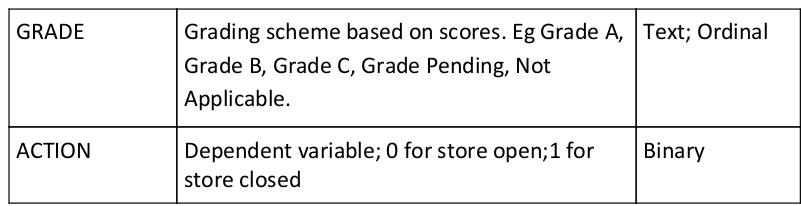 GRADE
Grading scheme based on scores. Eg Grade A,
Grade B, Grade C, Grade Pending, Not
Applicable.
Text; Ordinal
ACTION
Dependent variable; 0 for store open;1 for
store closed
Binary